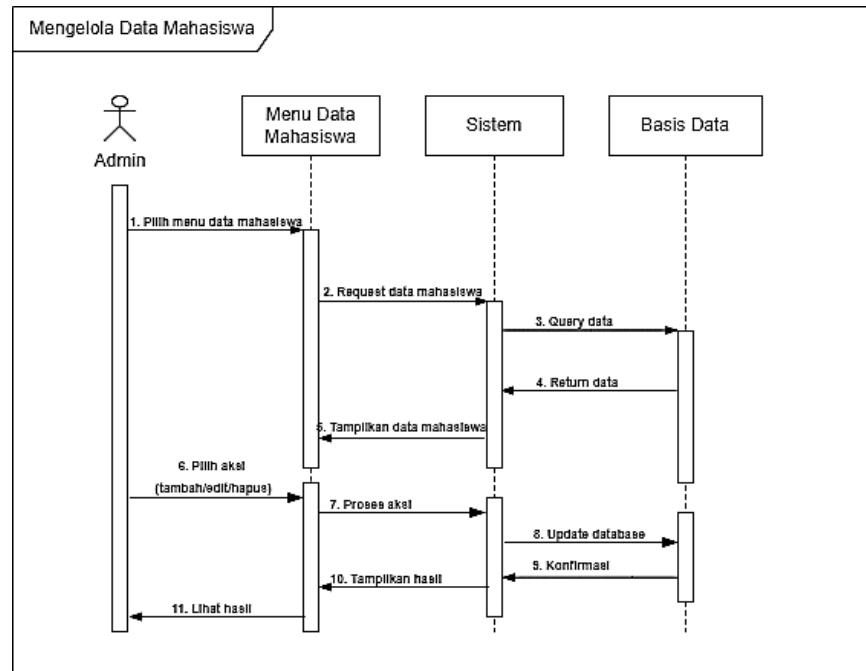 Mengelola Data Mahasiswa
Admin
Menu Data
Mahasiswa
Sistem
Basis Data
1. Pilih menu data mahasiswa
2. Request data mahasiswa
3. Query data
4. Return data
5. Tampilkan data mahasiswa
6. Pilih aksi
(tambah/edit/hapus)
7. Proses aksi
8. Update database
9. Konfirmasi
10. Tampilkan hasil
11. Lihat hasil